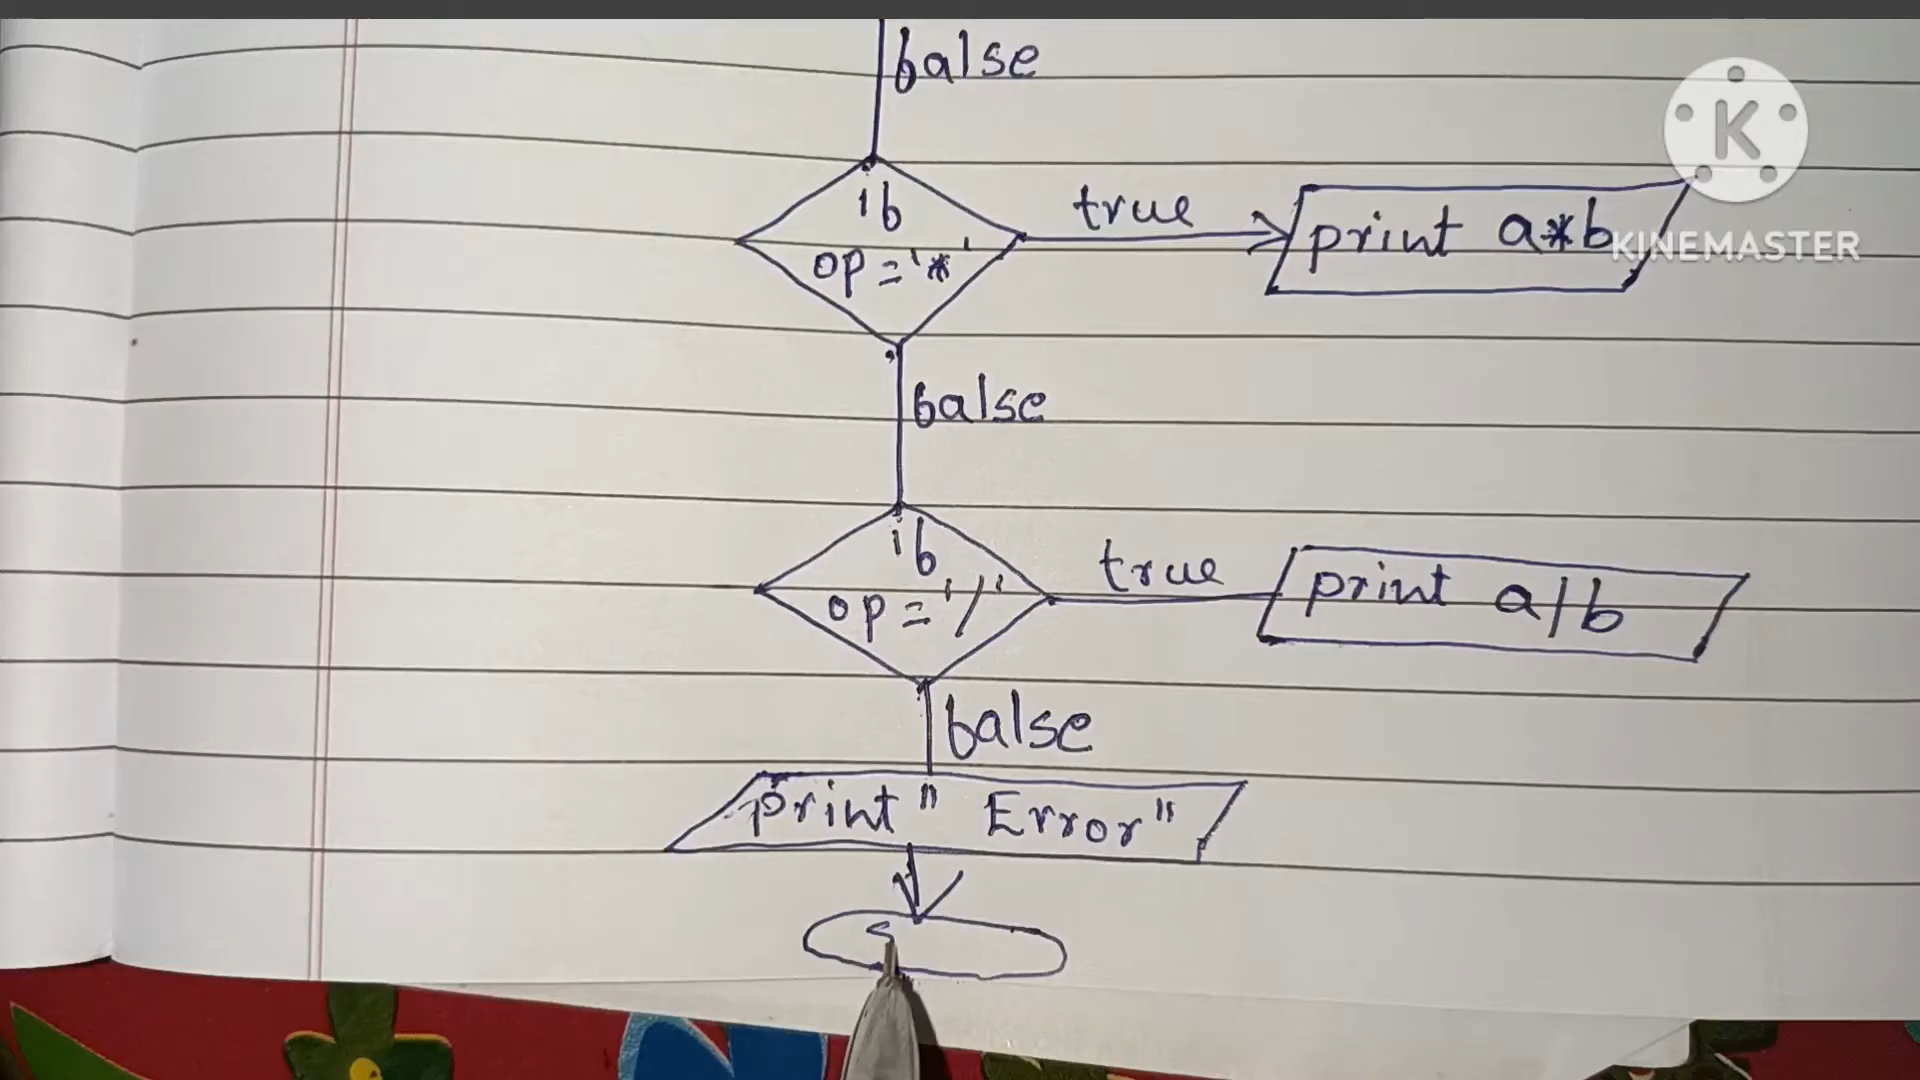 false
if
op = '*'
true
print a*b
K
KINEMASTER
false
if
op = '/'
true
print a/b
false
print " Error"
S